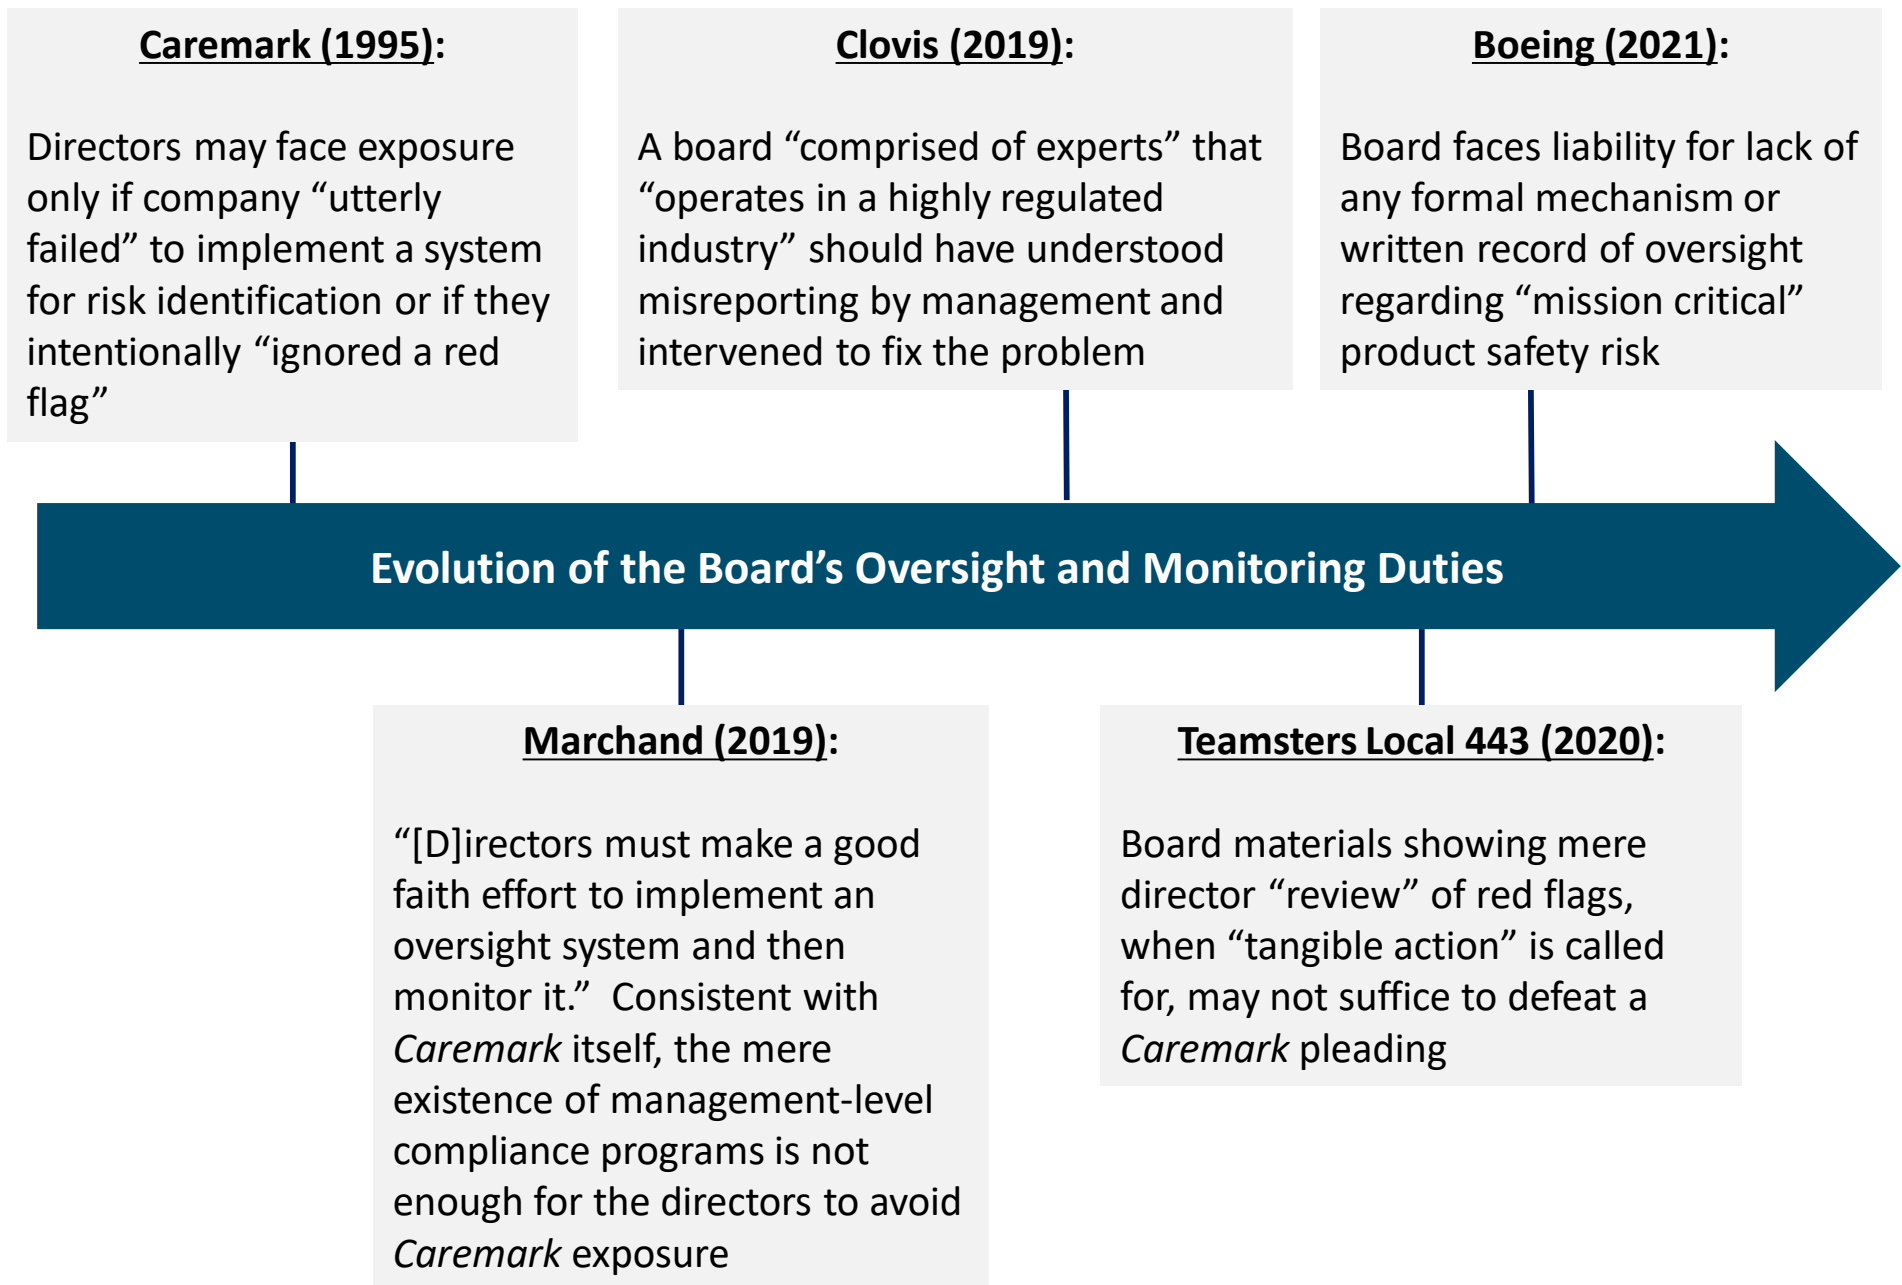 Caremark (1995):
Directors may face exposure
only if company “utterly
failed” to implement a system
for risk identification or if they
intentionally “ignored a red
flag”
Clovis (2019):
A board “comprised of experts” that
“operates in a highly regulated
industry” should have understood
misreporting by management and
intervened to fix the problem
Boeing (2021):
Board faces liability for lack of
any formal mechanism or
written record of oversight
regarding “mission critical”
product safety risk
Evolution of the Board’s Oversight and Monitoring Duties
Marchand (2019):
“[D]irectors must make a good
faith effort to implement an
oversight system and then
monitor it.”  Consistent with
Caremark itself, the mere
existence of management-level
compliance programs is not
enough for the directors to avoid
Caremark exposure
Teamsters Local 443 (2020):
Board materials showing mere
director “review” of red flags,
when “tangible action” is called
for, may not suffice to defeat a
Caremark pleading